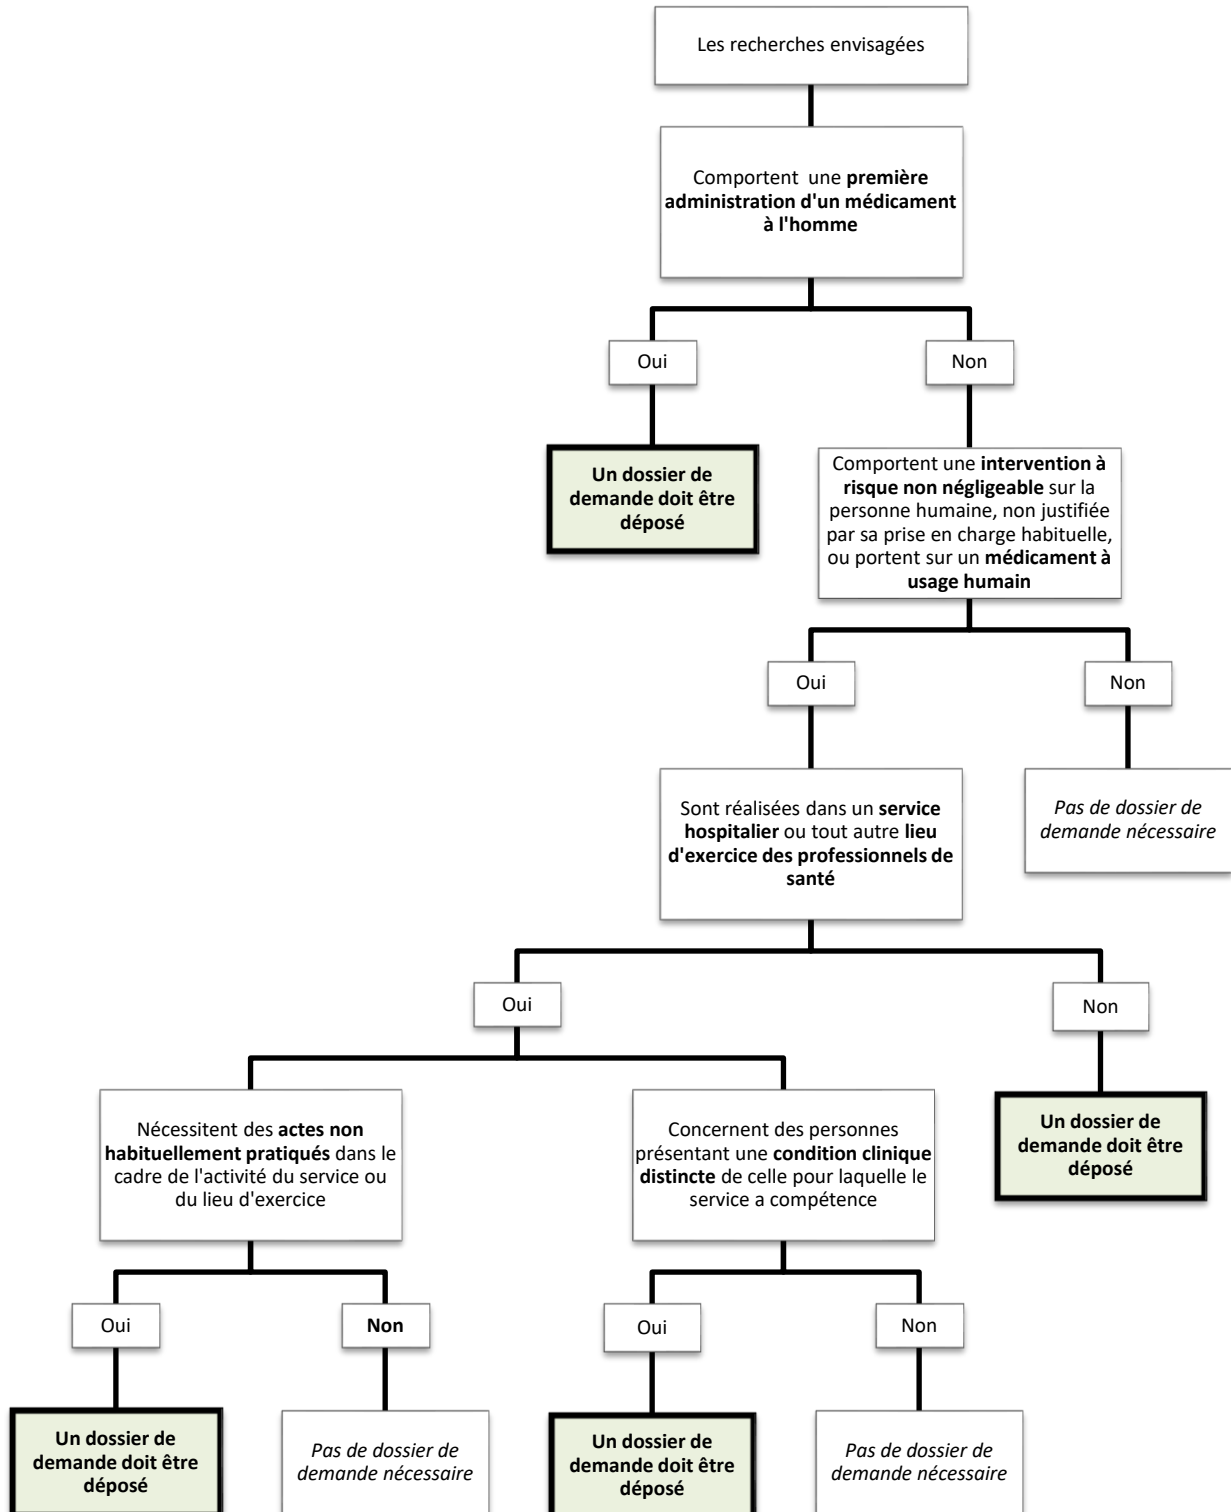 Les recherches envisagées
Comportent une première
administration d'un médicament
à l'homme
Oui
Non
Un dossier de
demande doit être
déposé
Comportent une intervention à
risque non négligeable sur la
personne humaine, non justifiée
par sa prise en charge habituelle,
ou portent sur un médicament à
usage humain
Oui
Non
Sont réalisées dans un service
hospitalier ou tout autre lieu
d'exercice des professionnels de
santé
Pas de dossier de
demande nécessaire
Oui
Non
Nécessitent des actes non
habituellement pratiqués dans le
cadre de l'activité du service ou
du lieu d'exercice
Concernent des personnes
présentant une condition clinique
distincte de celle pour laquelle le
service a compétence
Un dossier de
demande doit être
déposé
Oui
Non
Oui
Non
Un dossier de
demande doit être
déposé
Pas de dossier de
demande nécessaire
Un dossier de
demande doit être
déposé
Pas de dossier de
demande nécessaire